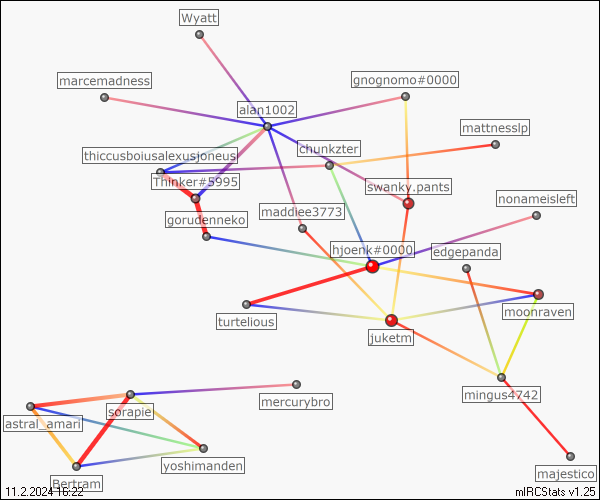 Wyatt
marcemadness
gnognomo#0000
alan1002
mattnesslp
chunkzter
thiccusboiusalexusjoneus
Thinker#5995
swanky.pants
nonameisleft
gorudenneko
maddiee3773
hjoenk#0000
edgepanda
moonraven
turtelious
juketm
mingus4742
mercurybro
sorapie
astral_amari
yoshimanden
majestico
Bertram
11.2.2024 16:22
mIRCStats v1.25